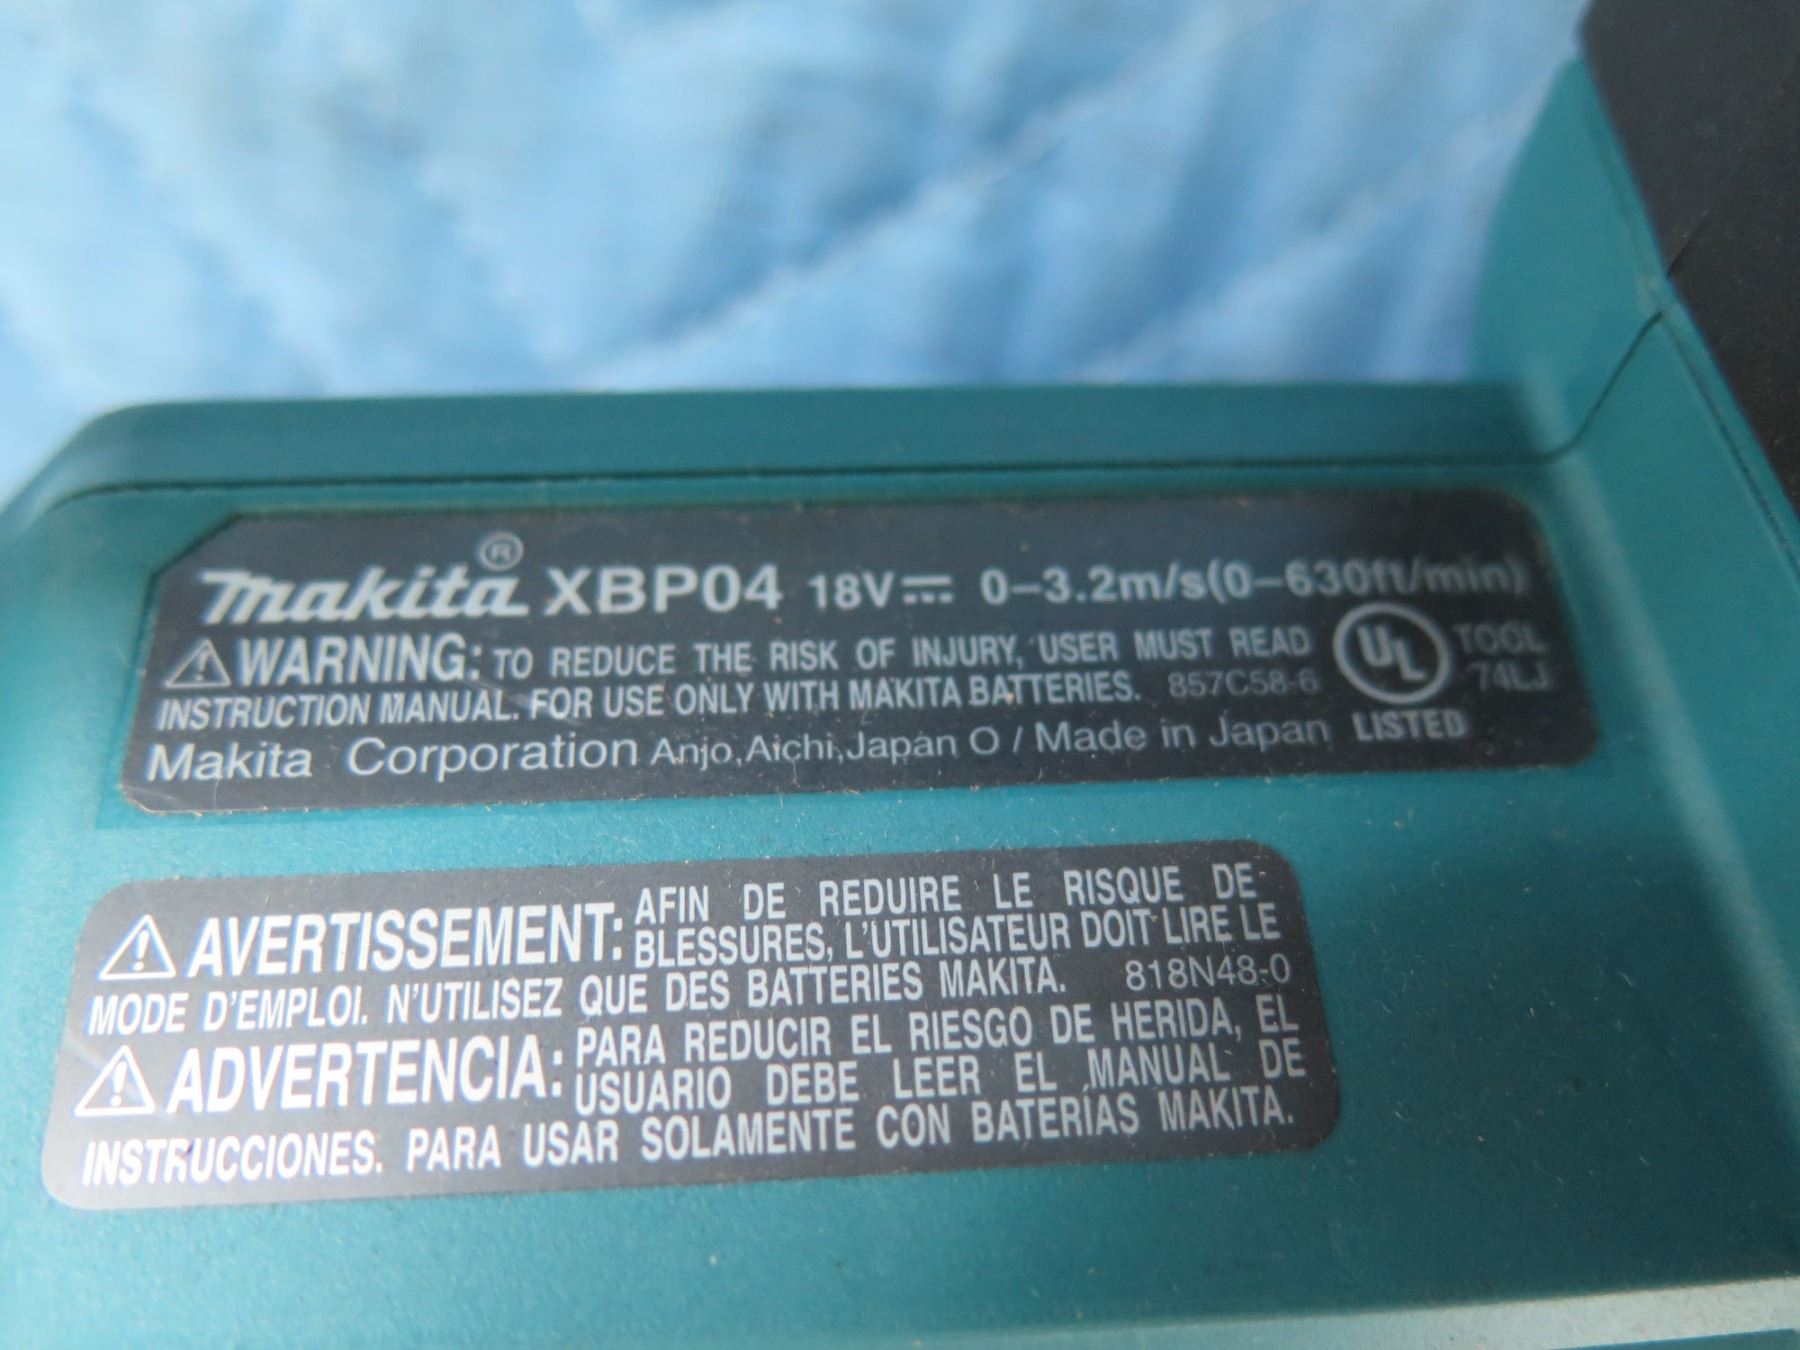 makita® XBP04 18V⎓ 0–3.2m/s(0–630ft/min)
⚠WARNING: TO REDUCE THE RISK OF INJURY, USER MUST READ
INSTRUCTION MANUAL. FOR USE ONLY WITH MAKITA BATTERIES. 857C58-6
UL LISTED
TOOL
74LJ
Makita Corporation Anjo,Aichi,Japan O / Made in Japan
⚠AVERTISSEMENT: AFIN DE REDUIRE LE RISQUE DE
BLESSURES, L'UTILISATEUR DOIT LIRE LE
MODE D'EMPLOI. N'UTILISEZ QUE DES BATTERIES MAKITA. 818N48-0
⚠ADVERTENCIA: PARA REDUCIR EL RIESGO DE HERIDA, EL
USUARIO DEBE LEER EL MANUAL DE
INSTRUCCIONES. PARA USAR SOLAMENTE CON BATERÍAS MAKITA.